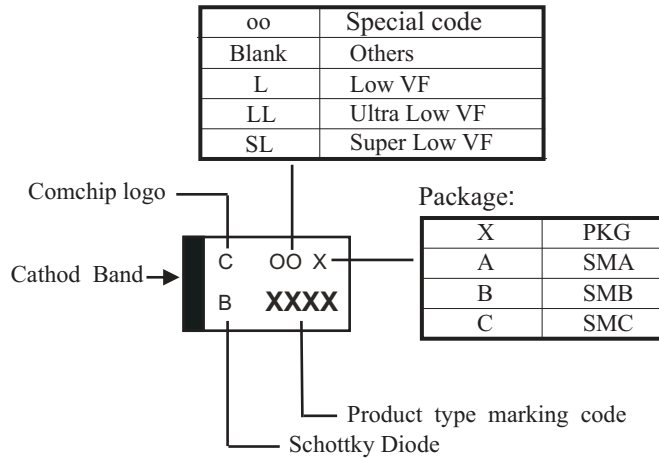 oo Special code
Blank Others
L Low VF
LL Ultra Low VF
SL Super Low VF
Comchip logo
Package:
X PKG
A SMA
B SMB
C SMC
Cathod Band
C OO X
B XXXX
Product type marking code
Schottky Diode